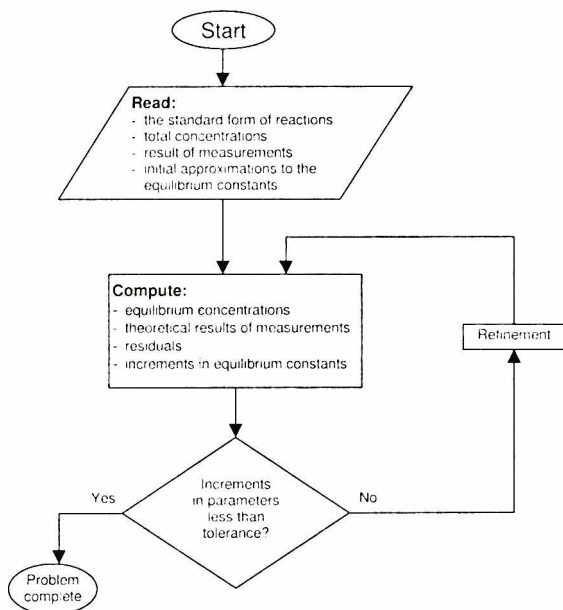 Start
Read:
- the standard form of reactions
- total concentrations
- result of measurements
- initial approximations to the
equilibrium constants
Compute:
- equilibrium concentrations
- theoretical results of measurements
- residuals
- increments in equilibrium constants
Refinement
Increments
in parameters
less than
tolerance?
Yes
No
Problem
complete